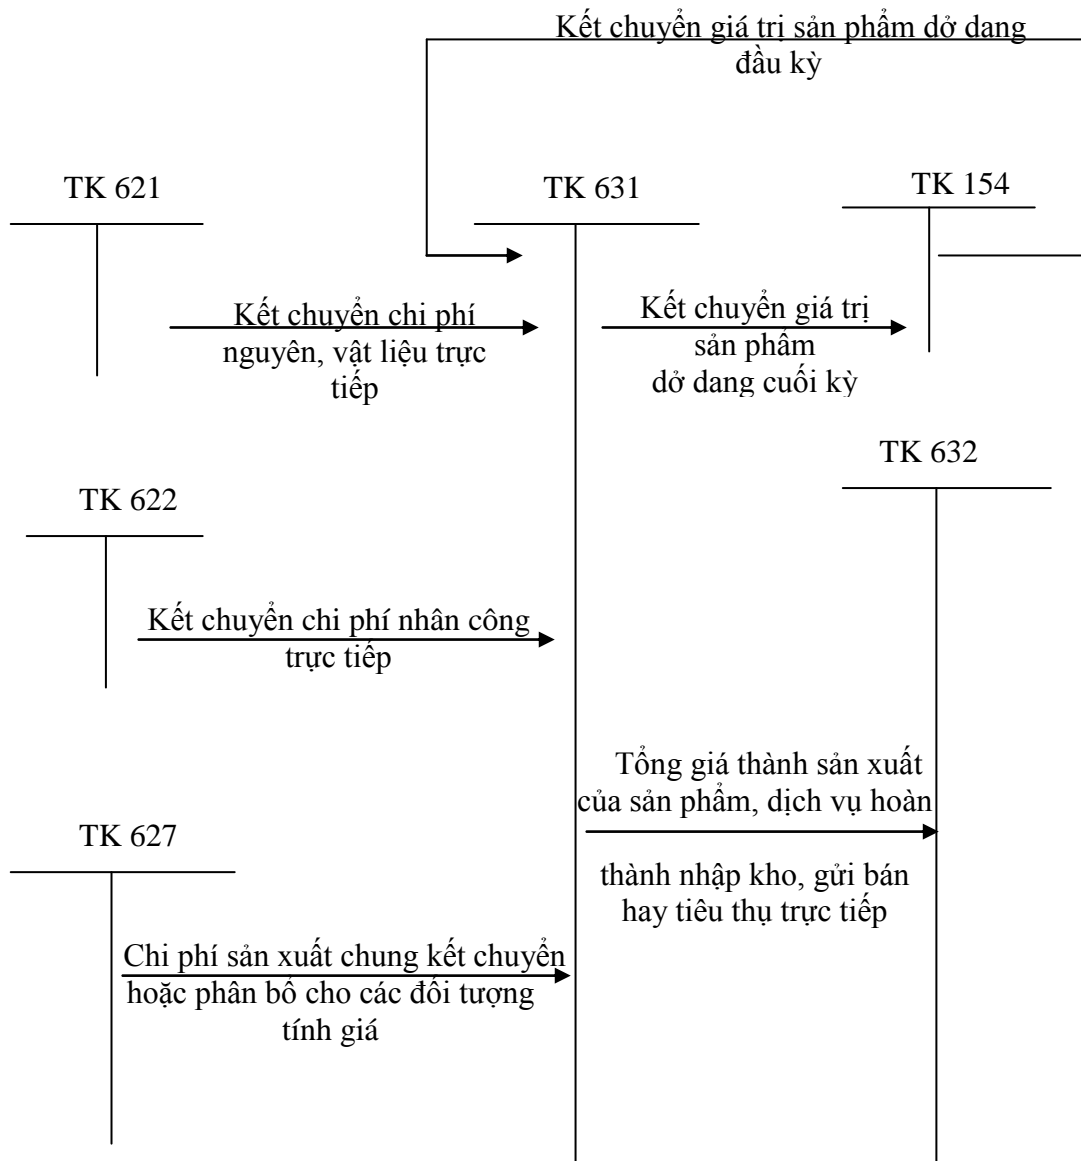 Kết chuyển giá trị sản phẩm dở dang
đầu kỳ
TK 621
TK 631
TK 154
Kết chuyển chi phí
nguyên, vật liệu trực
tiếp
Kết chuyển giá trị
sản phẩm
dở dang cuối kỳ
TK 632
TK 622
Kết chuyển chi phí nhân công
trực tiếp
Tổng giá thành sản xuất
của sản phẩm, dịch vụ hoàn
thành nhập kho, gửi bán
hay tiêu thụ trực tiếp
TK 627
Chi phí sản xuất chung kết chuyển
hoặc phân bổ cho các đối tượng
tính giá